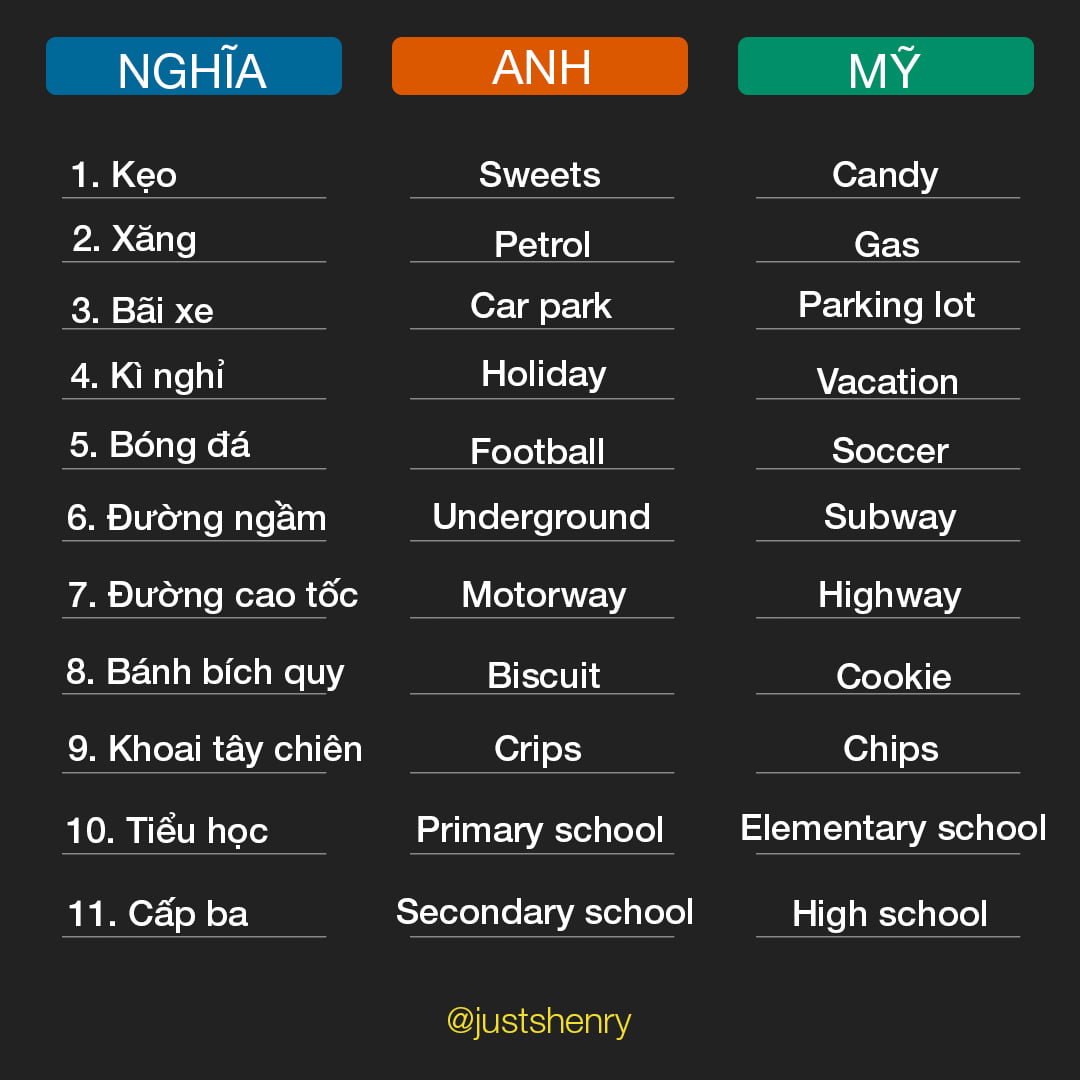 NGHĨA ANH MỸ
1. Kẹo Sweets Candy
2. Xăng Petrol Gas
3. Bãi xe Car park Parking lot
4. Kì nghỉ Holiday Vacation
5. Bóng đá Football Soccer
6. Đường ngầm Underground Subway
7. Đường cao tốc Motorway Highway
8. Bánh bích quy Biscuit Cookie
9. Khoai tây chiên Crips Chips
10. Tiểu học Primary school Elementary school
11. Cấp ba Secondary school High school
@justshenry